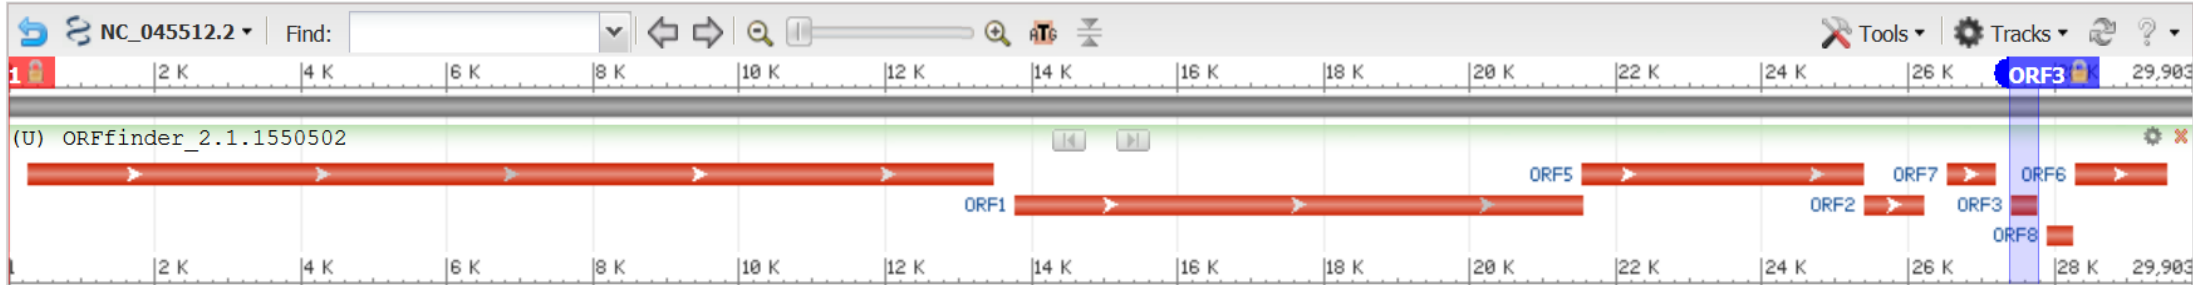 NC_045512.2 Find: ATG Tools Tracks ?
1 2 K 4 K 6 K 8 K 10 K 12 K 14 K 16 K 18 K 20 K 22 K 24 K 26 K ORF3 K 29,903
(U) ORFfinder_2.1.1550502
ORF5 ORF7 ORF6
ORF1 ORF2 ORF3
ORF8
1 2 K 4 K 6 K 8 K 10 K 12 K 14 K 16 K 18 K 20 K 22 K 24 K 26 K 28 K 29,903